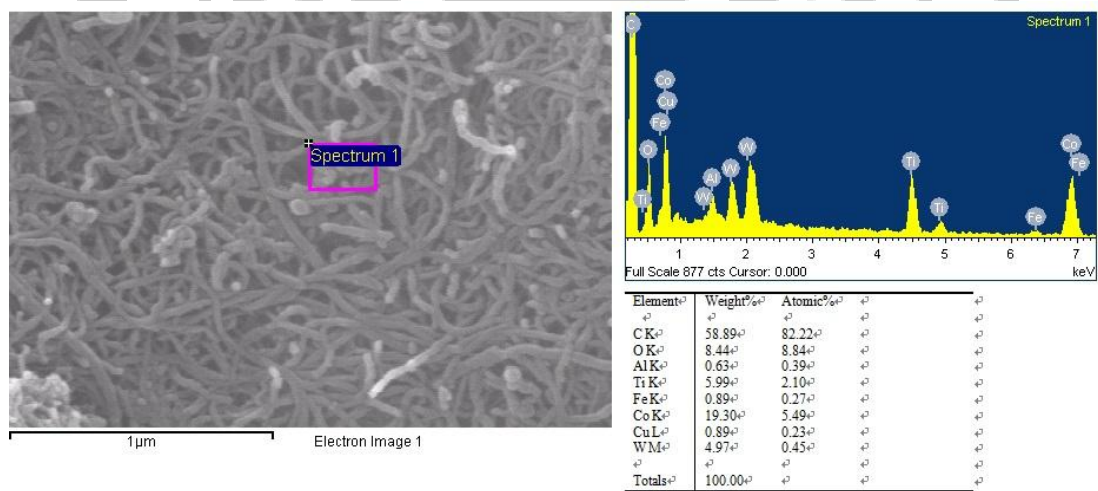 Spectrum 1
1µm
Electron Image 1
Spectrum 1
C
Co
Cu
Fe
O
Ti
W
Al
W
W
Ti
Ti
Fe
Co
Fe
1 2 3 4 5 6 7
Full Scale 877 cts Cursor: 0.000 keV
Element Weight% Atomic%
C K 58.89 82.22
O K 8.44 8.84
Al K 0.63 0.39
Ti K 5.99 2.10
Fe K 0.89 0.27
Co K 19.30 5.49
Cu L 0.89 0.23
W M 4.97 0.45
Totals 100.00